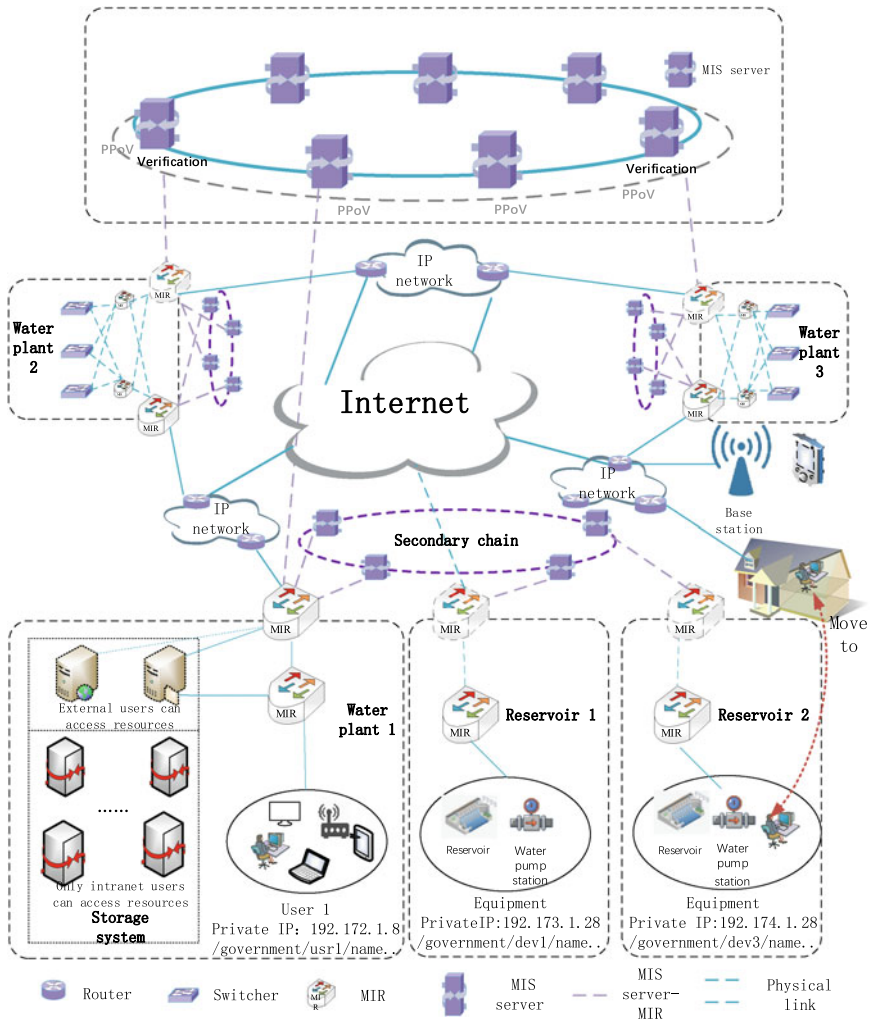 MIS server
PPoV
Verification
Verification
PPoV
PPoV
PPoV
IP
network
MIR
MIR
Water
plant
2
Water
plant
3
Internet
MIR
MIR
IP
network
IP
network
Base
station
Secondary chain
Move
to
MIR
MIR
MIR
External users can
access resources
MIR
Water
plant 1
MIR
Reservoir 1
MIR
Reservoir 2
......
Reservoir
Water
pump
station
Reservoir
Water
pump
station
Only intranet users
can access resources
Storage
system
User 1
Private IP: 192.172.1.8
/government/usr1/name..
Equipment
PrivateIP:192.173.1.28
/government/dev1/name..
Equipment
Private IP:192.174.1.28
/government/dev3/name..
Router
Switcher
MI
R
MIR
MIS
server
MIS
server-
MIR
Physical
link